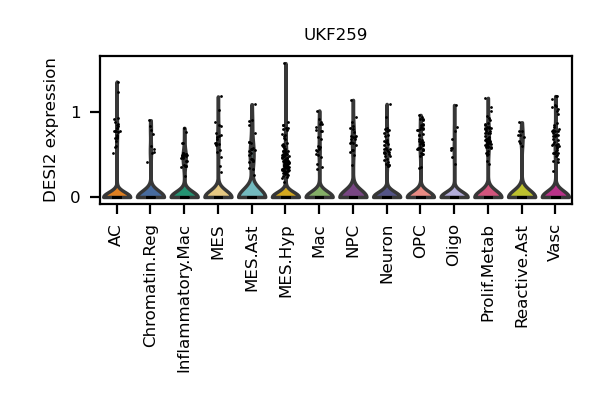 UKF259
DESI2 expression
1
0
AC
Chromatin.Reg
Inflammatory.Mac
MES
MES.Ast
MES.Hyp
Mac
NPC
Neuron
OPC
Oligo
Prolif.Metab
Reactive.Ast
Vasc